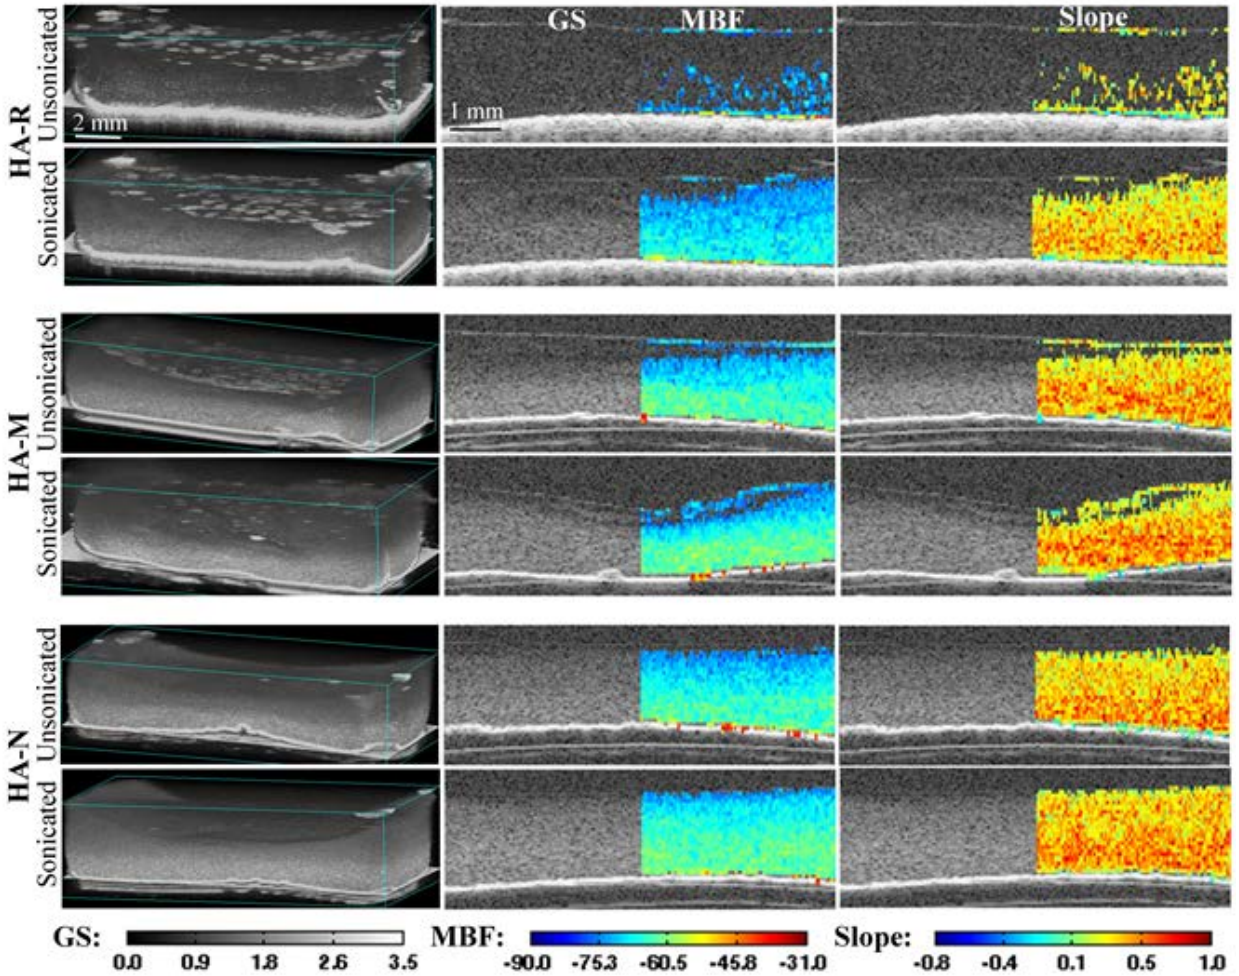 GS MBF Slope
HA-R
Unsonicated
2 mm
1 mm
Sonicated
HA-M
Unsonicated
Sonicated
HA-N
Unsonicated
Sonicated
GS: MBF: Slope:
0.0 0.9 1.8 2.6 3.5 -90.0 -75.3 -60.5 -45.8 -31.0 -0.8 -0.4 0.1 0.5 1.0